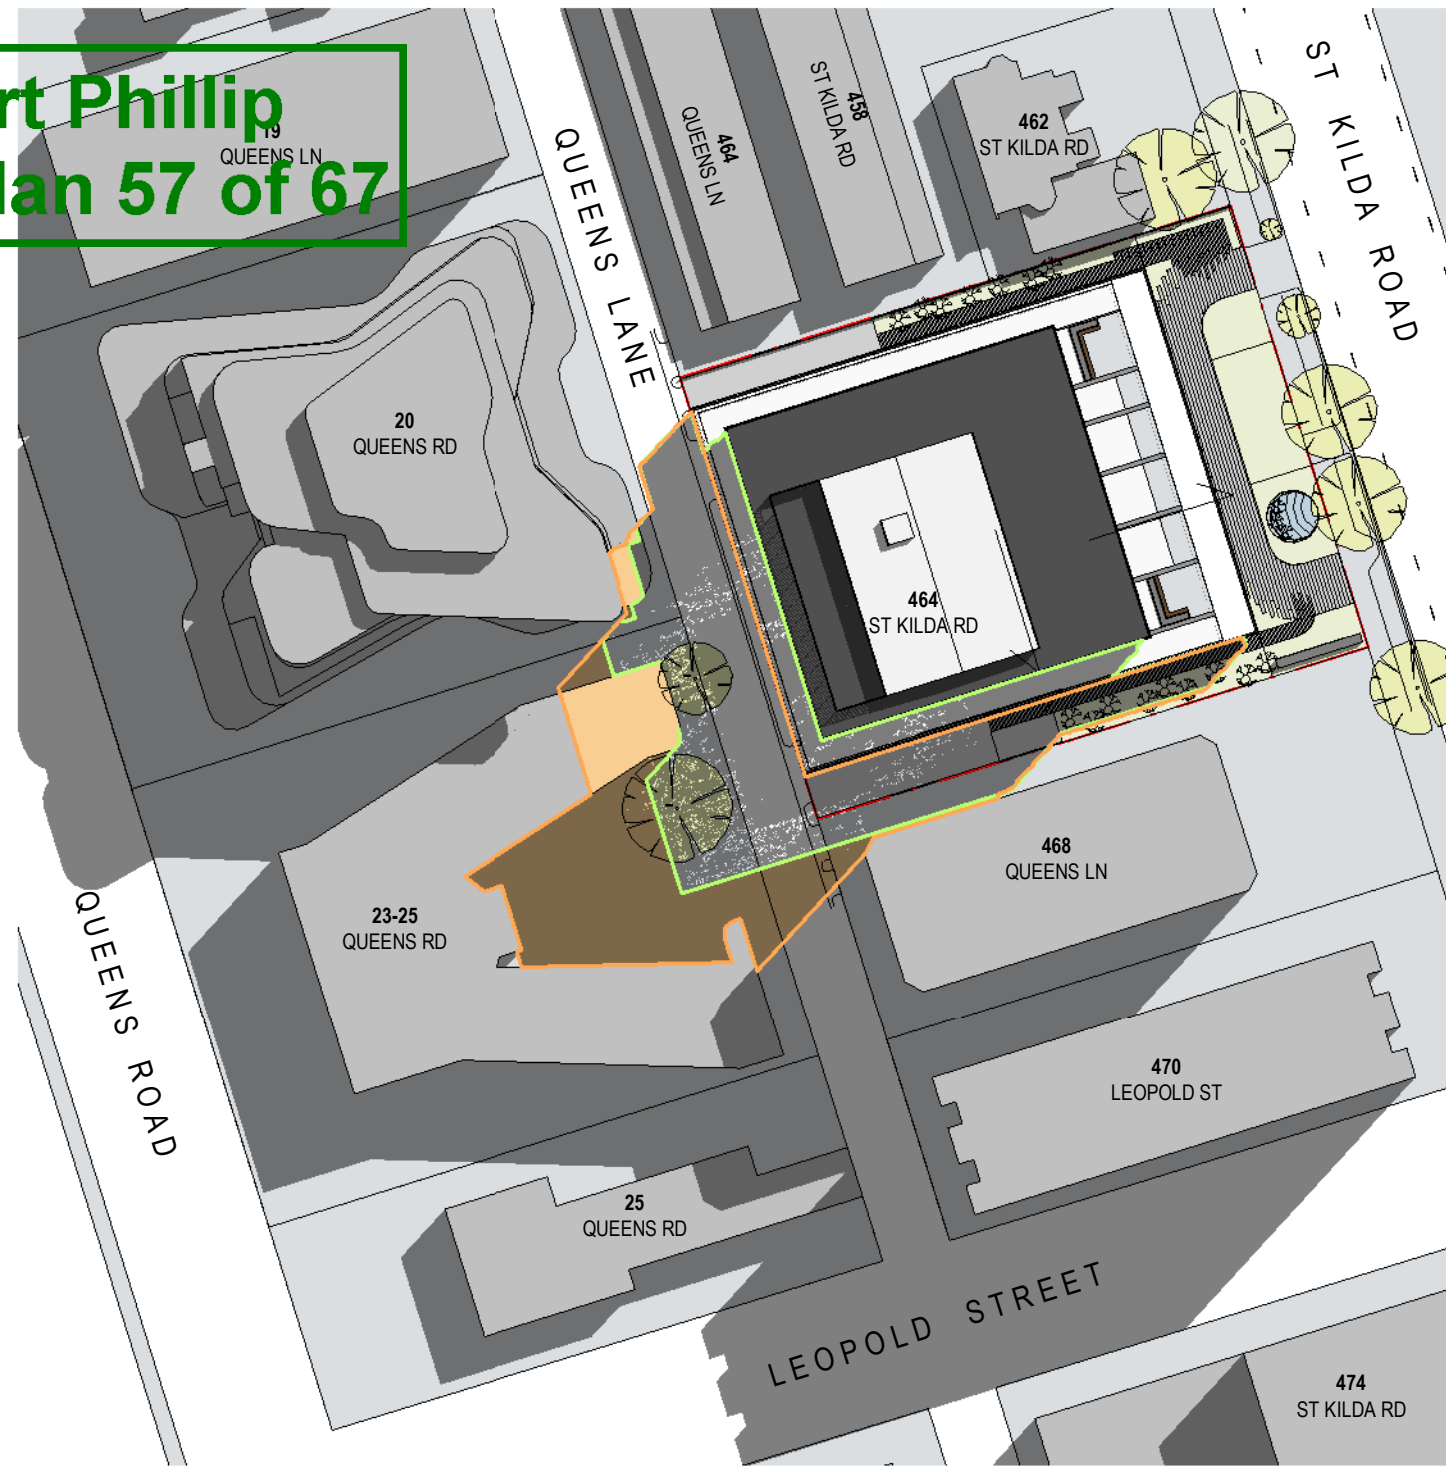 rt Phillip
lan 57 of 67
19
QUEENS LN
QUEENS LANE
464
QUEENS LN
458
ST KILDA RD
462
ST KILDA RD
ST KILDA ROAD
20
QUEENS RD
464
ST KILDA RD
468
QUEENS LN
23-25
QUEENS RD
QUEENS ROAD
470
LEOPOLD ST
25
QUEENS RD
LEOPOLD STREET
474
ST KILDA RD